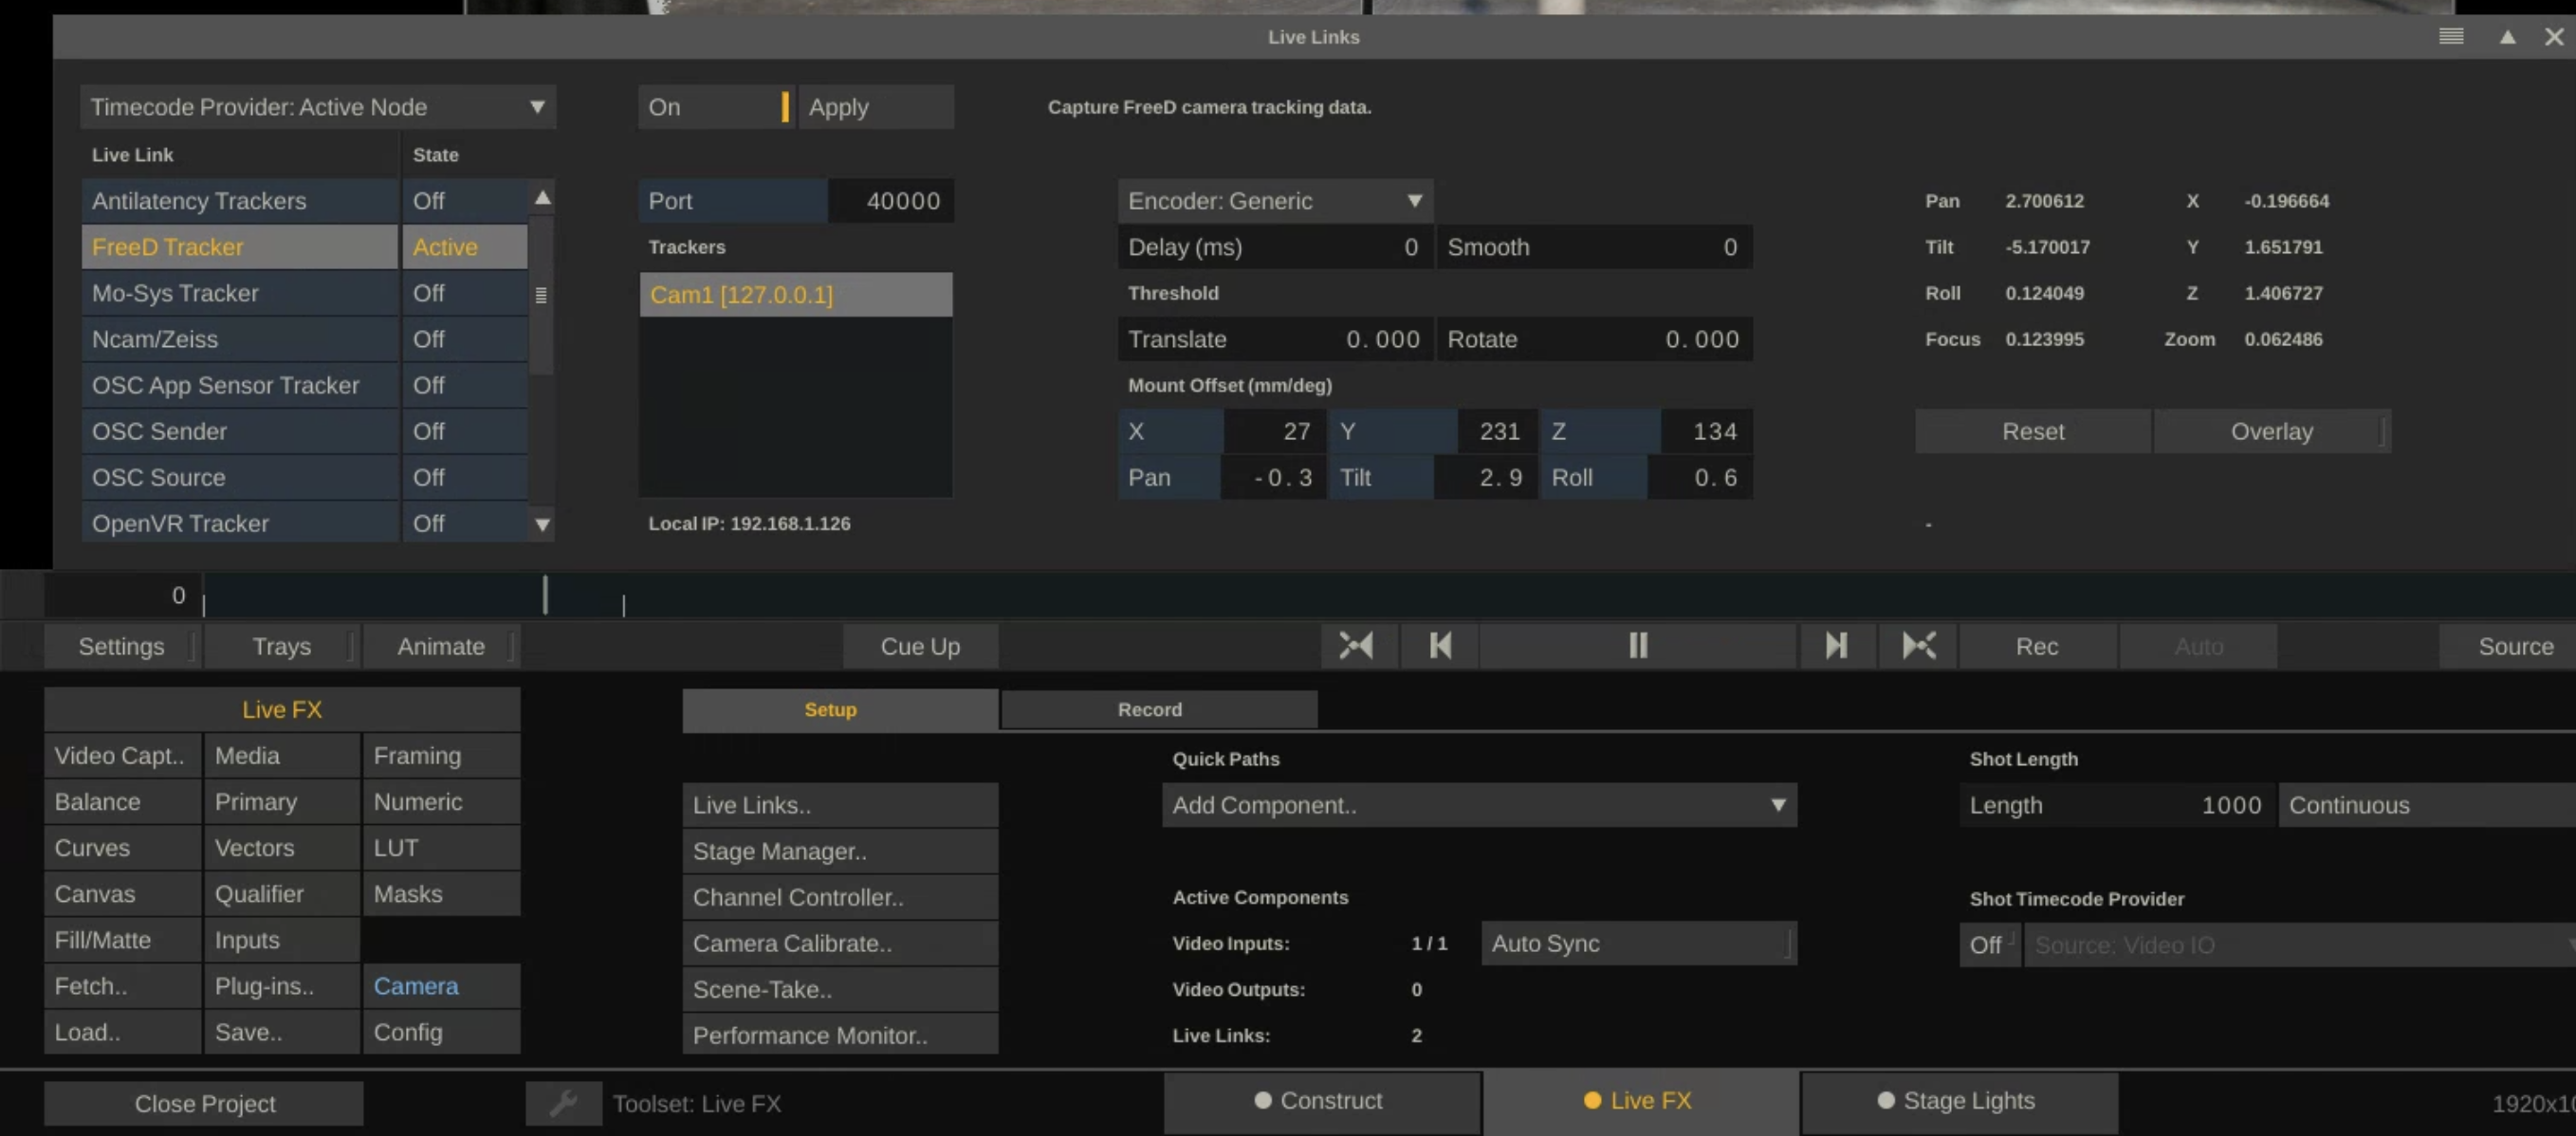 Live Links
Timecode Provider: Active Node
On
Apply
Capture FreeD camera tracking data.
Live Link State
Antilatency Trackers Off
FreeD Tracker Active
Mo-Sys Tracker Off
Ncam/Zeiss Off
OSC App Sensor Tracker Off
OSC Sender Off
OSC Source Off
OpenVR Tracker Off
Port 40000
Trackers
Cam1 [127.0.0.1]
Local IP: 192.168.1.126
Encoder: Generic
Delay (ms) 0 Smooth 0
Threshold
Translate 0.000 Rotate 0.000
Mount Offset (mm/deg)
X 27 Y 231 Z 134
Pan -0.3 Tilt 2.9 Roll 0.6
Pan 2.700612 X -0.196664
Tilt -5.170017 Y 1.651791
Roll 0.124049 Z 1.406727
Focus 0.123995 Zoom 0.062486
Reset Overlay
-
0
Settings Trays Animate Cue Up Rec Auto Source
Live FX
Video Capt.. Media Framing
Balance Primary Numeric
Curves Vectors LUT
Canvas Qualifier Masks
Fill/Matte Inputs
Fetch.. Plug-ins.. Camera
Load.. Save.. Config
Setup Record
Live Links..
Stage Manager..
Channel Controller..
Camera Calibrate..
Scene-Take..
Performance Monitor..
Quick Paths
Add Component..
Active Components
Video Inputs: 1 / 1 Auto Sync
Video Outputs: 0
Live Links: 2
Shot Length
Length 1000 Continuous
Shot Timecode Provider
Off Source: Video IO
Close Project Toolset: Live FX Construct Live FX Stage Lights